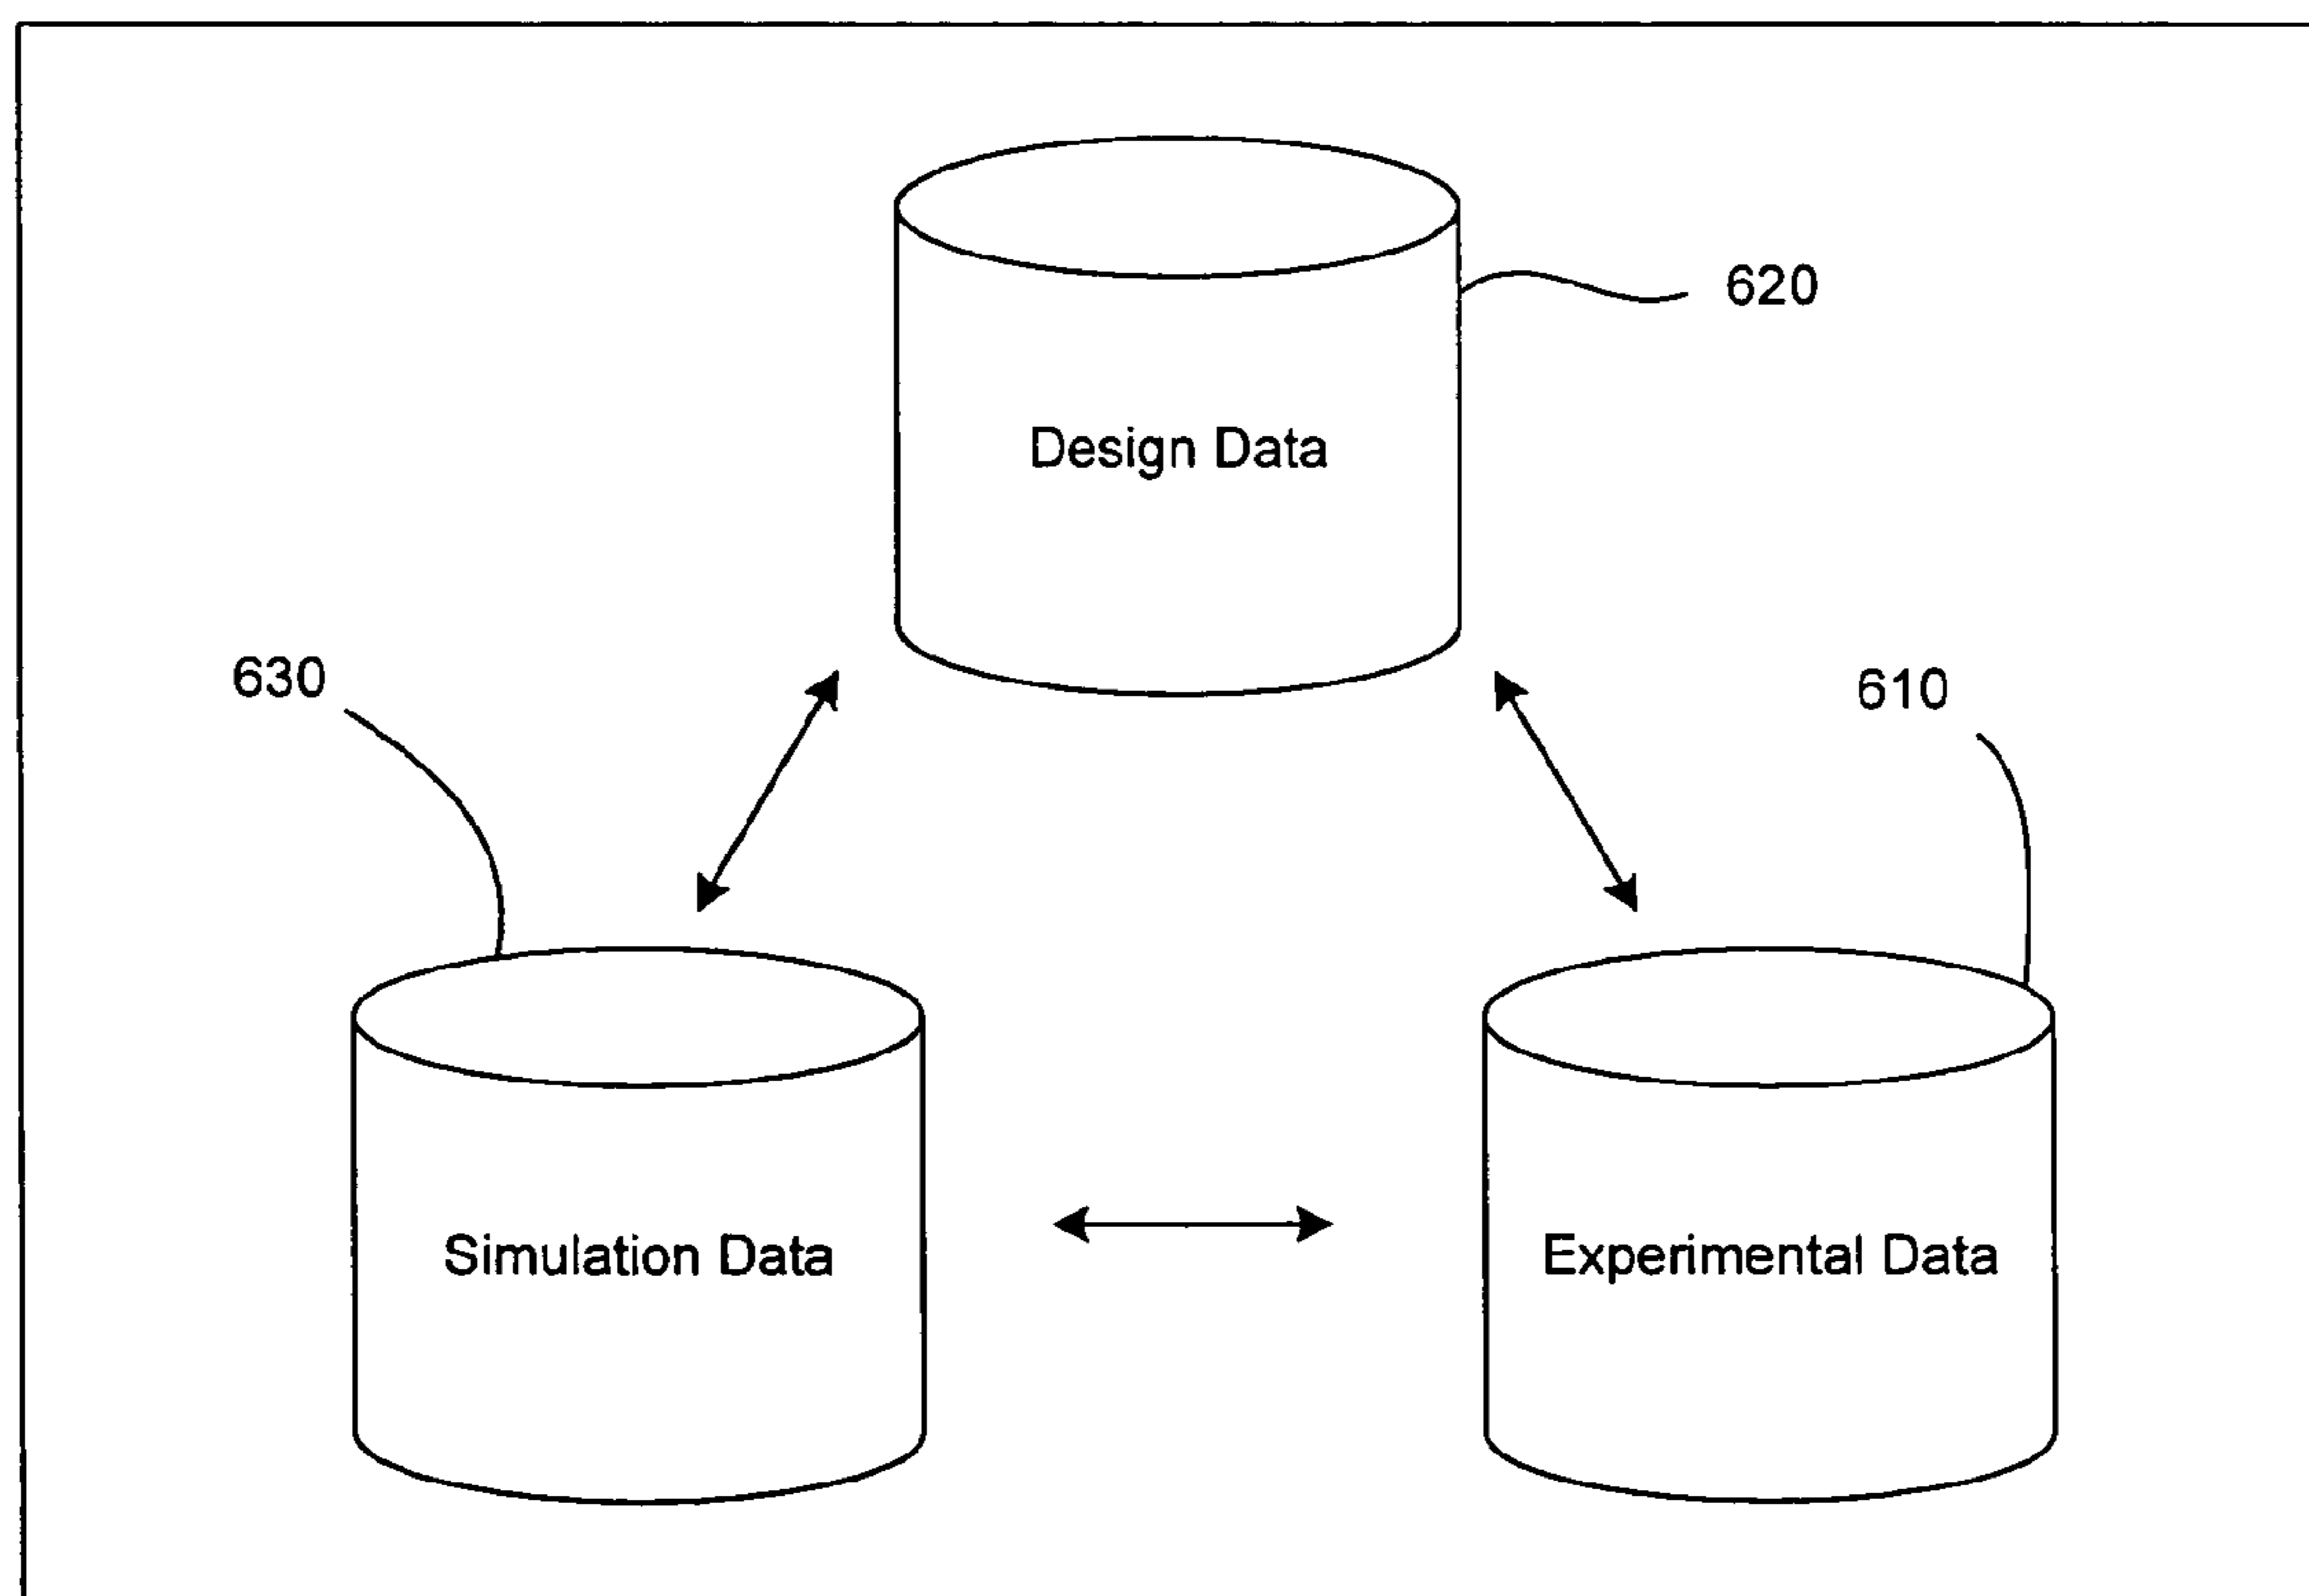 620
Design Data
630
610
Simulation Data
Experimental Data